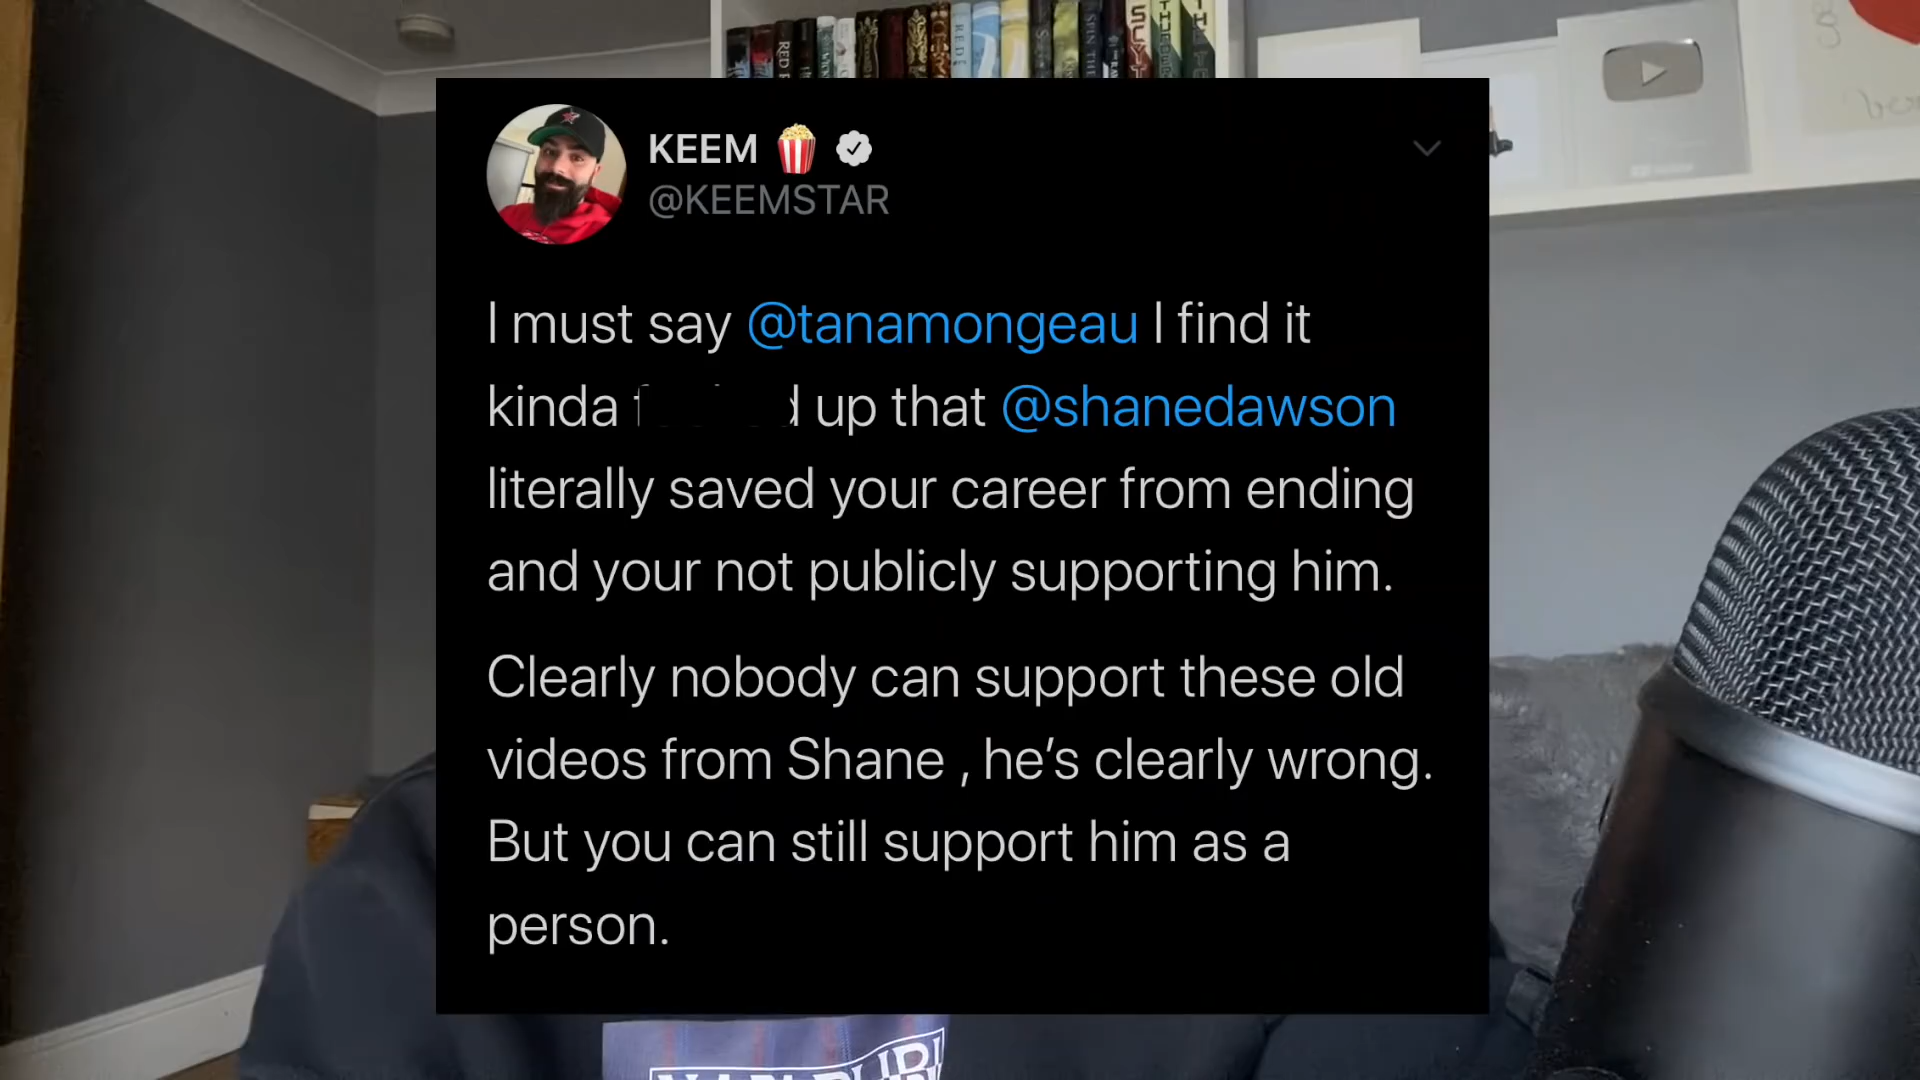 KEEM
@KEEMSTAR
I must say @tanamongeau I find it
kinda up that @shanedawson
literally saved your career from ending
and your not publicly supporting him.
Clearly nobody can support these old
videos from Shane , he's clearly wrong.
But you can still support him as a
person.